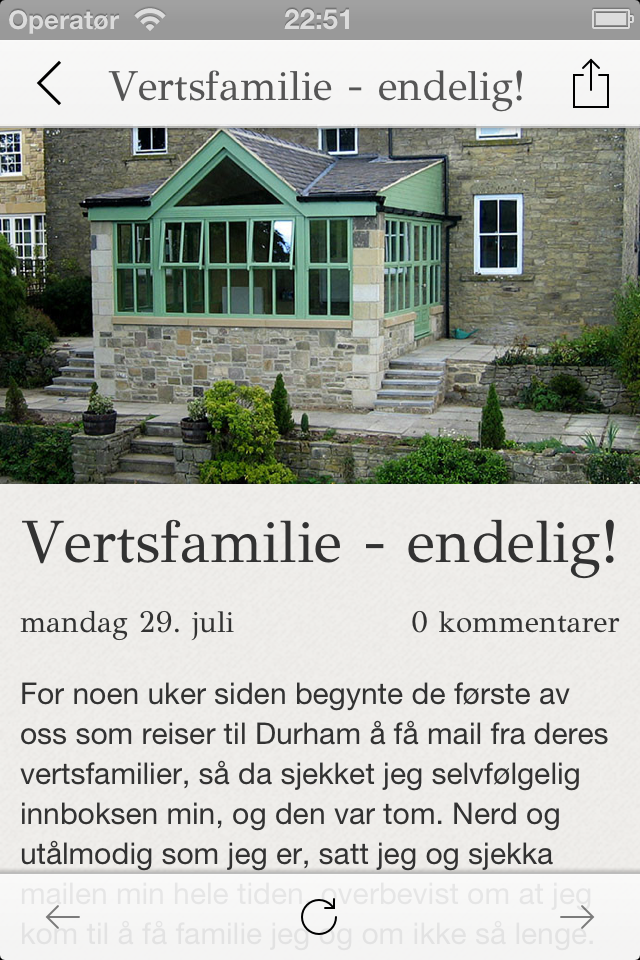 Operatør 22:51
Vertsfamilie - endelig!
Vertsfamilie - endelig!
mandag 29. juli 0 kommentarer
For noen uker siden begynte de første av
oss som reiser til Durham å få mail fra deres
vertsfamilier, så da sjekket jeg selvfølgelig
innboksen min, og den var tom. Nerd og
utålmodig som jeg er, satt jeg og sjekka
mailen min hele tiden, overbevist om at jeg
kom til å få familie jeg og om ikke så lenge.